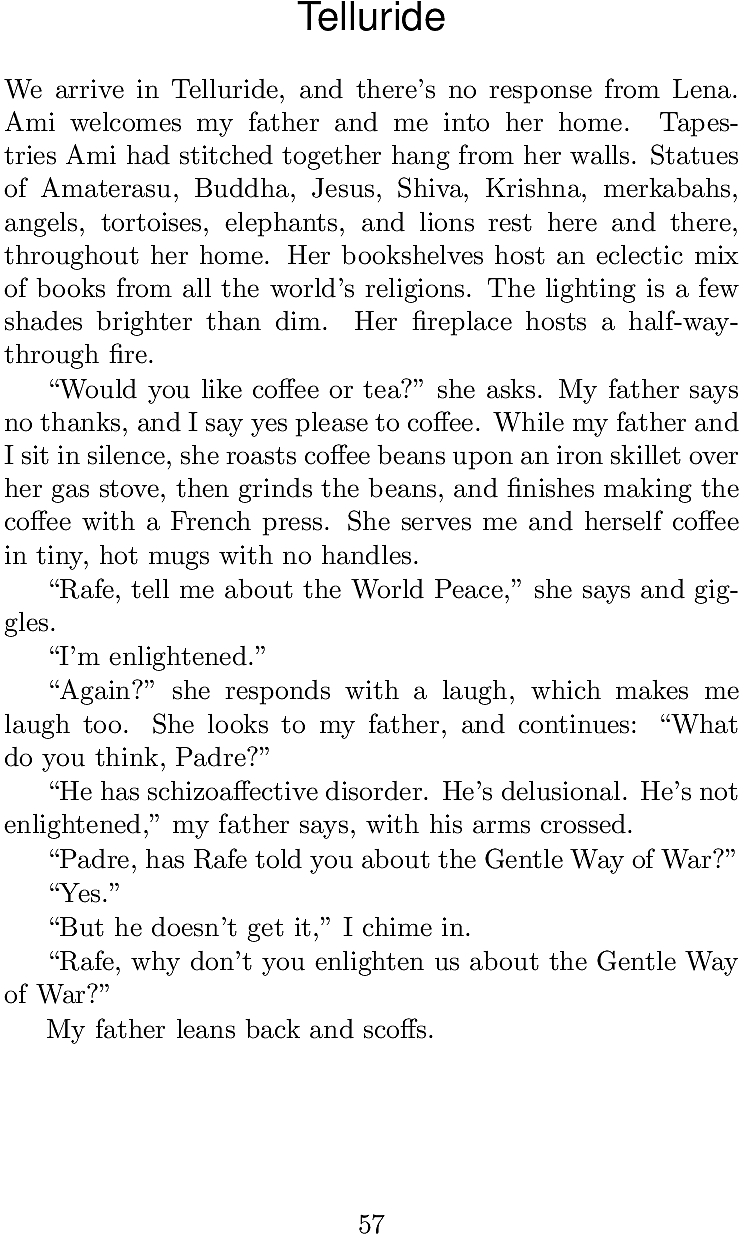 Telluride
We arrive in Telluride, and there's no response from Lena.
Ami welcomes my father and me into her home. Tapes-
tries Ami had stitched together hang from her walls. Statues
of Amaterasu, Buddha, Jesus, Shiva, Krishna, merkabahs,
angels, tortoises, elephants, and lions rest here and there,
throughout her home. Her bookshelves host an eclectic mix
of books from all the world's religions. The lighting is a few
shades brighter than dim. Her fireplace hosts a half-way-
through fire.
“Would you like coffee or tea?” she asks. My father says
no thanks, and I say yes please to coffee. While my father and
I sit in silence, she roasts coffee beans upon an iron skillet over
her gas stove, then grinds the beans, and finishes making the
coffee with a French press. She serves me and herself coffee
in tiny, hot mugs with no handles.
“Rafe, tell me about the World Peace,” she says and gig-
gles.
“I'm enlightened.”
“Again?” she responds with a laugh, which makes me
laugh too. She looks to my father, and continues: “What
do you think, Padre?”
“He has schizoaffective disorder. He's delusional. He's not
enlightened,” my father says, with his arms crossed.
“Padre, has Rafe told you about the Gentle Way of War?”
“Yes.”
“But he doesn't get it,” I chime in.
“Rafe, why don't you enlighten us about the Gentle Way
of War?”
My father leans back and scoffs.
57